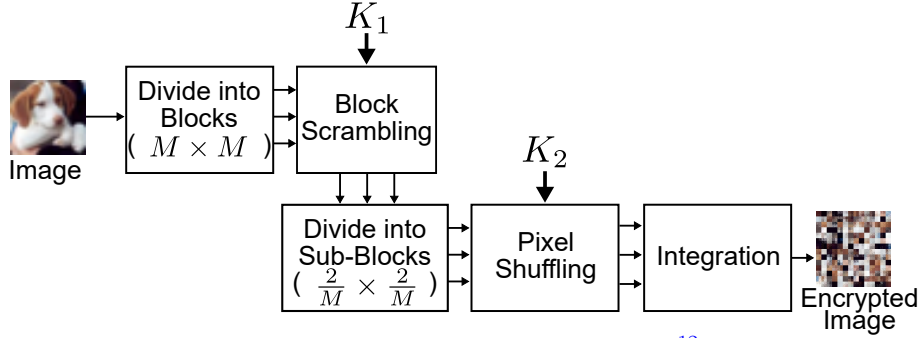 K₁
Divide into
Blocks
( M × M )
Block
Scrambling
Image
K₂
Divide into
Sub-Blocks
( 2/M × 2/M )
Pixel
Shuffling
Integration
Encrypted
Image